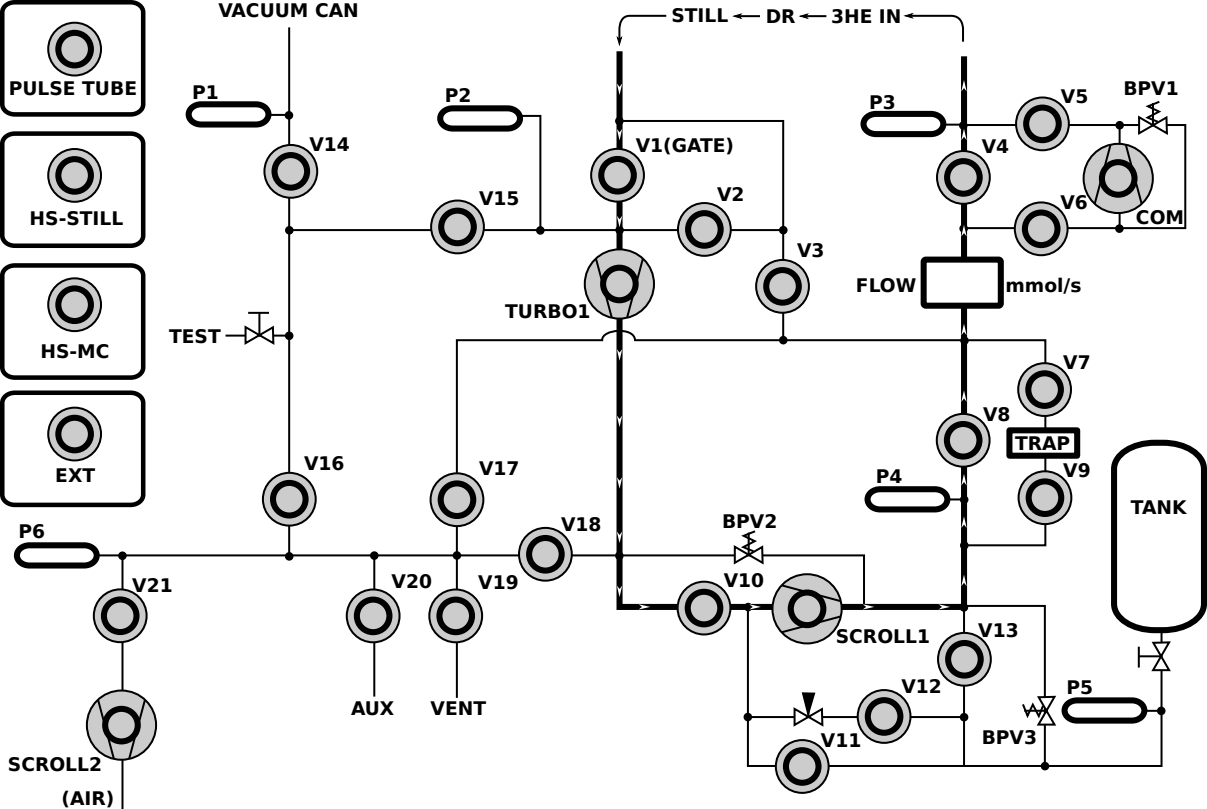 VACUUM CAN
STILL DR 3HE IN
PULSE TUBE
P1
P2
P3
V5
BPV1
V14
V1(GATE)
V4
HS-STILL
V15
V2
V6
COM
V3
FLOW mmol/s
TURBO1
TEST
HS-MC
V7
V8
TRAP
V16
V17
V9
EXT
P4
TANK
P6
V18
BPV2
V21
V20
V19
V10
SCROLL1
V13
V12
P5
AUX
VENT
V11
BPV3
SCROLL2
(AIR)